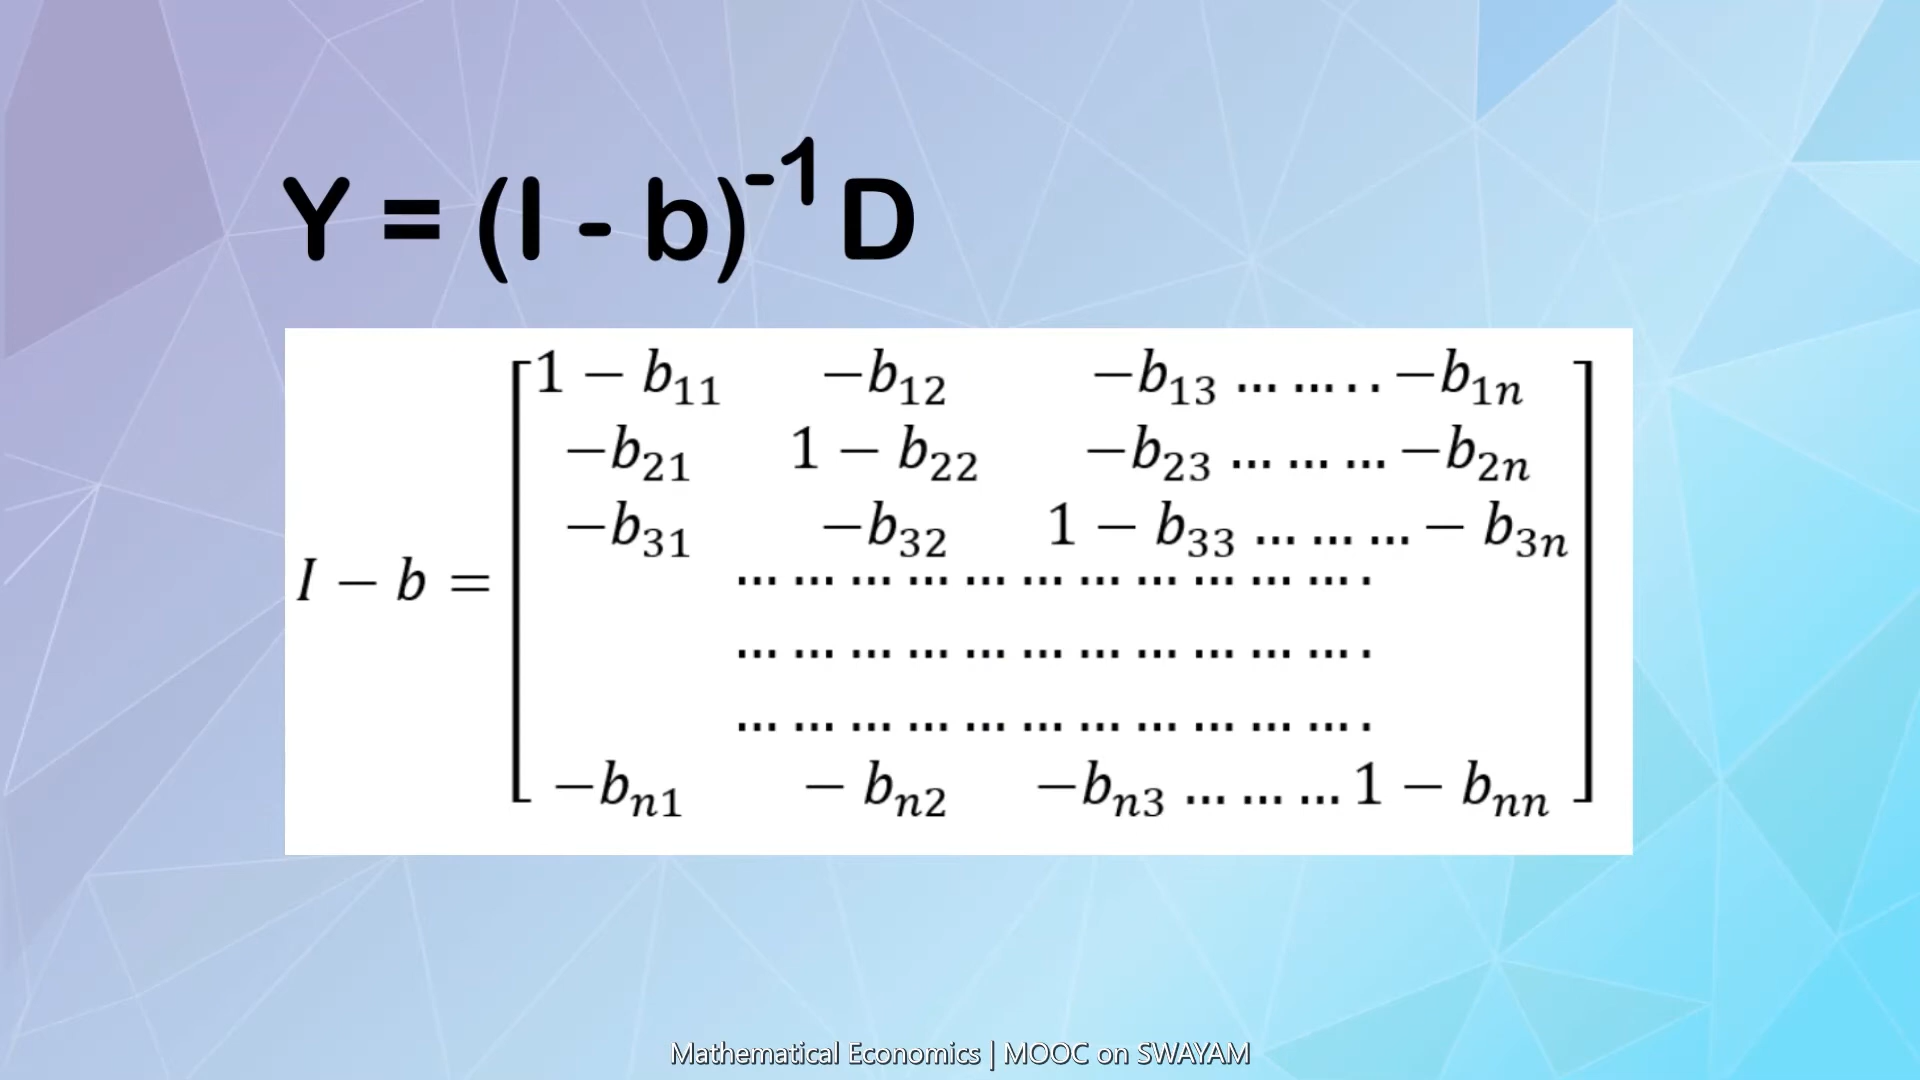 Y = (I - b)⁻¹ D
1 − b₁₁ −b₁₂ −b₁₃ … … . . −b₁ₙ
−b₂₁ 1 − b₂₂ −b₂₃ … … … −b₂ₙ
−b₃₁ −b₃₂ 1 − b₃₃ … … … − b₃ₙ
I − b =
… … … … … … … … … … … .
… … … … … … … … … … … .
… … … … … … … … … … … .
−bₙ₁ − bₙ₂ −bₙ₃ … … … 1 − bₙₙ
Mathematical Economics | MOOC on SWAYAM